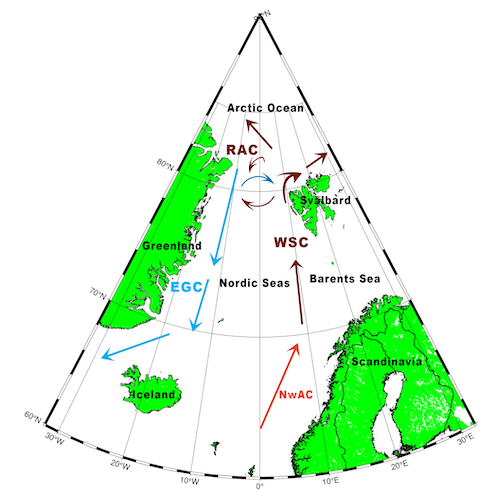 90°N
Arctic Ocean
RAC
80°N
Svalbard
Greenland
WSC
Nordic Seas
Barents Sea
EGC
70°N
Scandinavia
Iceland
NwAC
60°N
30°W
20°W
10°W
0°
10°E
20°E
30°E